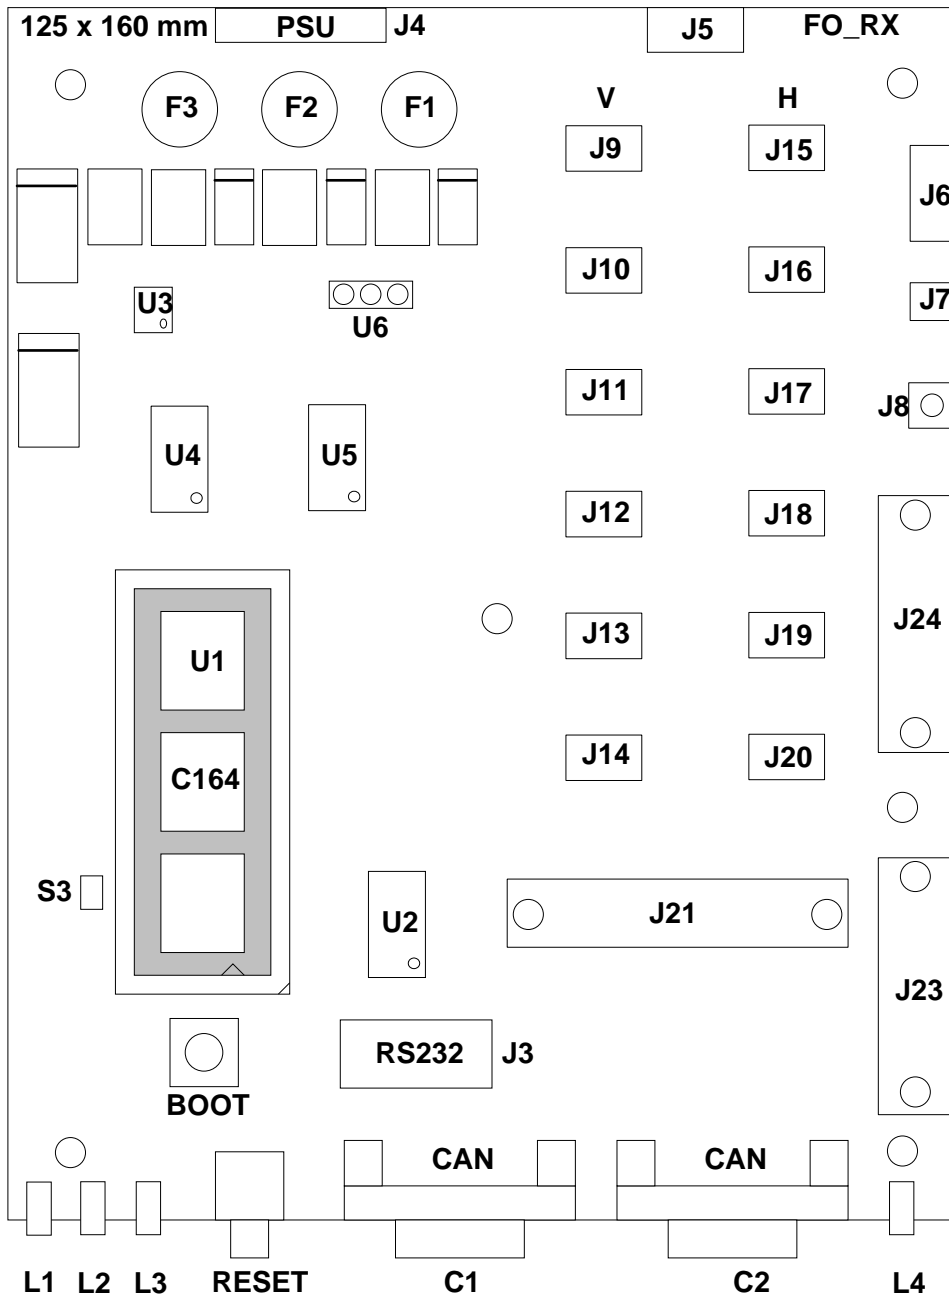 125 x 160 mm PSU J4 J5 FO_RX
F3 F2 F1 V H
J9 J15
J6
J10 J16
U3 J7
U6
J11 J17
J8
U4 U5
J12 J18
J24
J13 J19
U1
J14 J20
C164
S3
U2 J21
J23
RS232 J3
BOOT
CAN CAN
L1 L2 L3 RESET C1 C2 L4